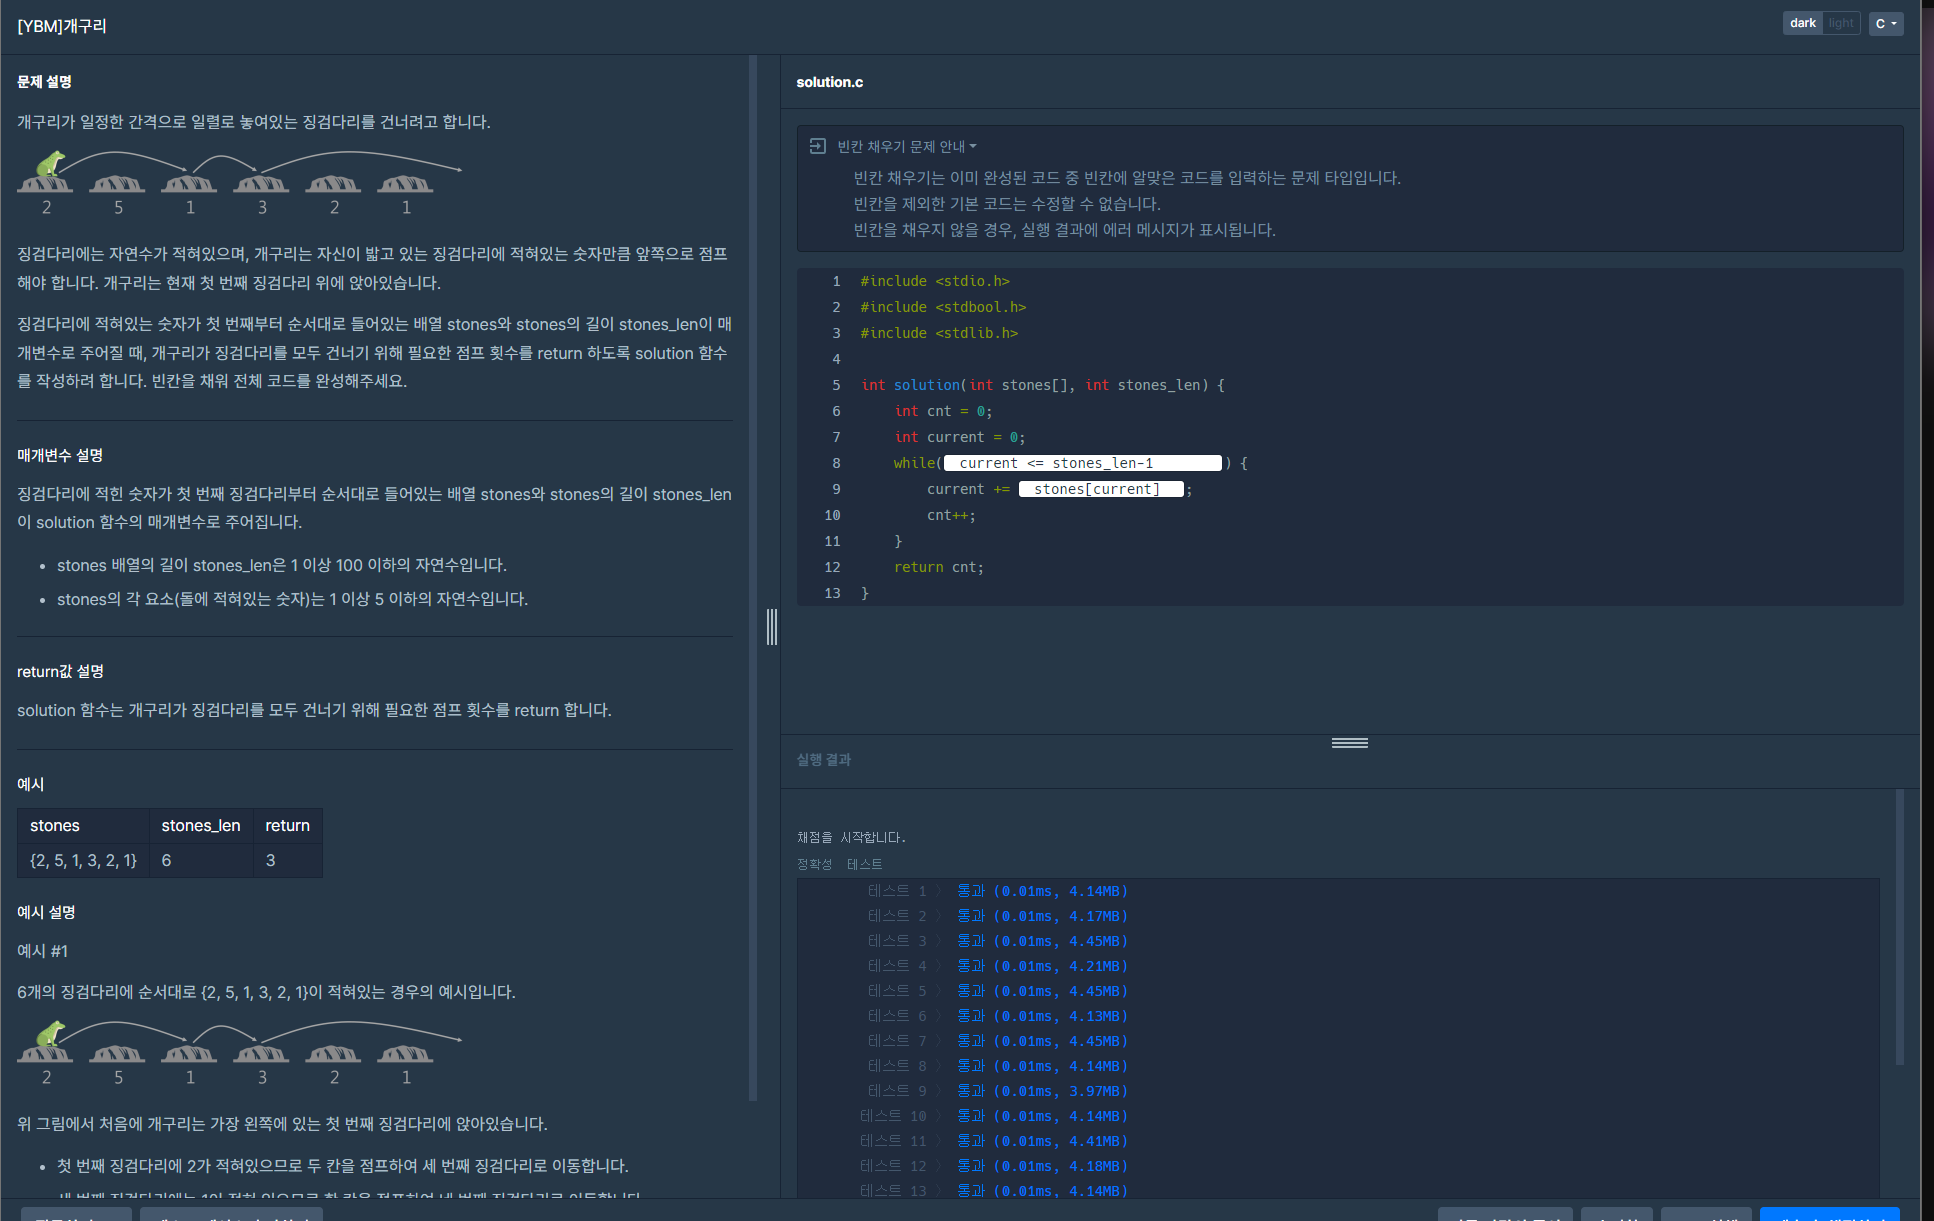 [YBM]개구리
dark light C
문제 설명
개구리가 일정한 간격으로 일렬로 놓여있는 징검다리를 건너려고 합니다.
2 5 1 3 2 1
징검다리에는 자연수가 적혀있으며, 개구리는 자신이 밟고 있는 징검다리에 적혀있는 숫자만큼 앞쪽으로 점프
해야 합니다. 개구리는 현재 첫 번째 징검다리 위에 앉아있습니다.
징검다리에 적혀있는 숫자가 첫 번째부터 순서대로 들어있는 배열 stones와 stones의 길이 stones_len이 매
개변수로 주어질 때, 개구리가 징검다리를 모두 건너기 위해 필요한 점프 횟수를 return 하도록 solution 함수
를 작성하려 합니다. 빈칸을 채워 전체 코드를 완성해주세요.
매개변수 설명
징검다리에 적힌 숫자가 첫 번째 징검다리부터 순서대로 들어있는 배열 stones와 stones의 길이 stones_len
이 solution 함수의 매개변수로 주어집니다.
• stones 배열의 길이 stones_len은 1 이상 100 이하의 자연수입니다.
• stones의 각 요소(돌에 적혀있는 숫자)는 1 이상 5 이하의 자연수입니다.
return값 설명
solution 함수는 개구리가 징검다리를 모두 건너기 위해 필요한 점프 횟수를 return 합니다.
예시
stones stones_len return
{2, 5, 1, 3, 2, 1} 6 3
예시 설명
예시 #1
6개의 징검다리에 순서대로 {2, 5, 1, 3, 2, 1}이 적혀있는 경우의 예시입니다.
2 5 1 3 2 1
위 그림에서 처음에 개구리는 가장 왼쪽에 있는 첫 번째 징검다리에 앉아있습니다.
• 첫 번째 징검다리에 2가 적혀있으므로 두 칸을 점프하여 세 번째 징검다리로 이동합니다.
solution.c
빈칸 채우기 문제 안내
빈칸 채우기는 이미 완성된 코드 중 빈칸에 알맞은 코드를 입력하는 문제 타입입니다.
빈칸을 제외한 기본 코드는 수정할 수 없습니다.
빈칸을 채우지 않을 경우, 실행 결과에 에러 메시지가 표시됩니다.
1 #include <stdio.h>
2 #include <stdbool.h>
3 #include <stdlib.h>
4
5 int solution(int stones[], int stones_len) {
6 int cnt = 0;
7 int current = 0;
8 while( current <= stones_len-1 ) {
9 current += stones[current] ;
10 cnt++;
11 }
12 return cnt;
13 }
실행 결과
채점을 시작합니다.
정확성 테스트
테스트 1 〉 통과 (0.01ms, 4.14MB)
테스트 2 〉 통과 (0.01ms, 4.17MB)
테스트 3 〉 통과 (0.01ms, 4.45MB)
테스트 4 〉 통과 (0.01ms, 4.21MB)
테스트 5 〉 통과 (0.01ms, 4.45MB)
테스트 6 〉 통과 (0.01ms, 4.13MB)
테스트 7 〉 통과 (0.01ms, 4.45MB)
테스트 8 〉 통과 (0.01ms, 4.14MB)
테스트 9 〉 통과 (0.01ms, 3.97MB)
테스트 10 〉 통과 (0.01ms, 4.14MB)
테스트 11 〉 통과 (0.01ms, 4.41MB)
테스트 12 〉 통과 (0.01ms, 4.18MB)
테스트 13 〉 통과 (0.01ms, 4.14MB)